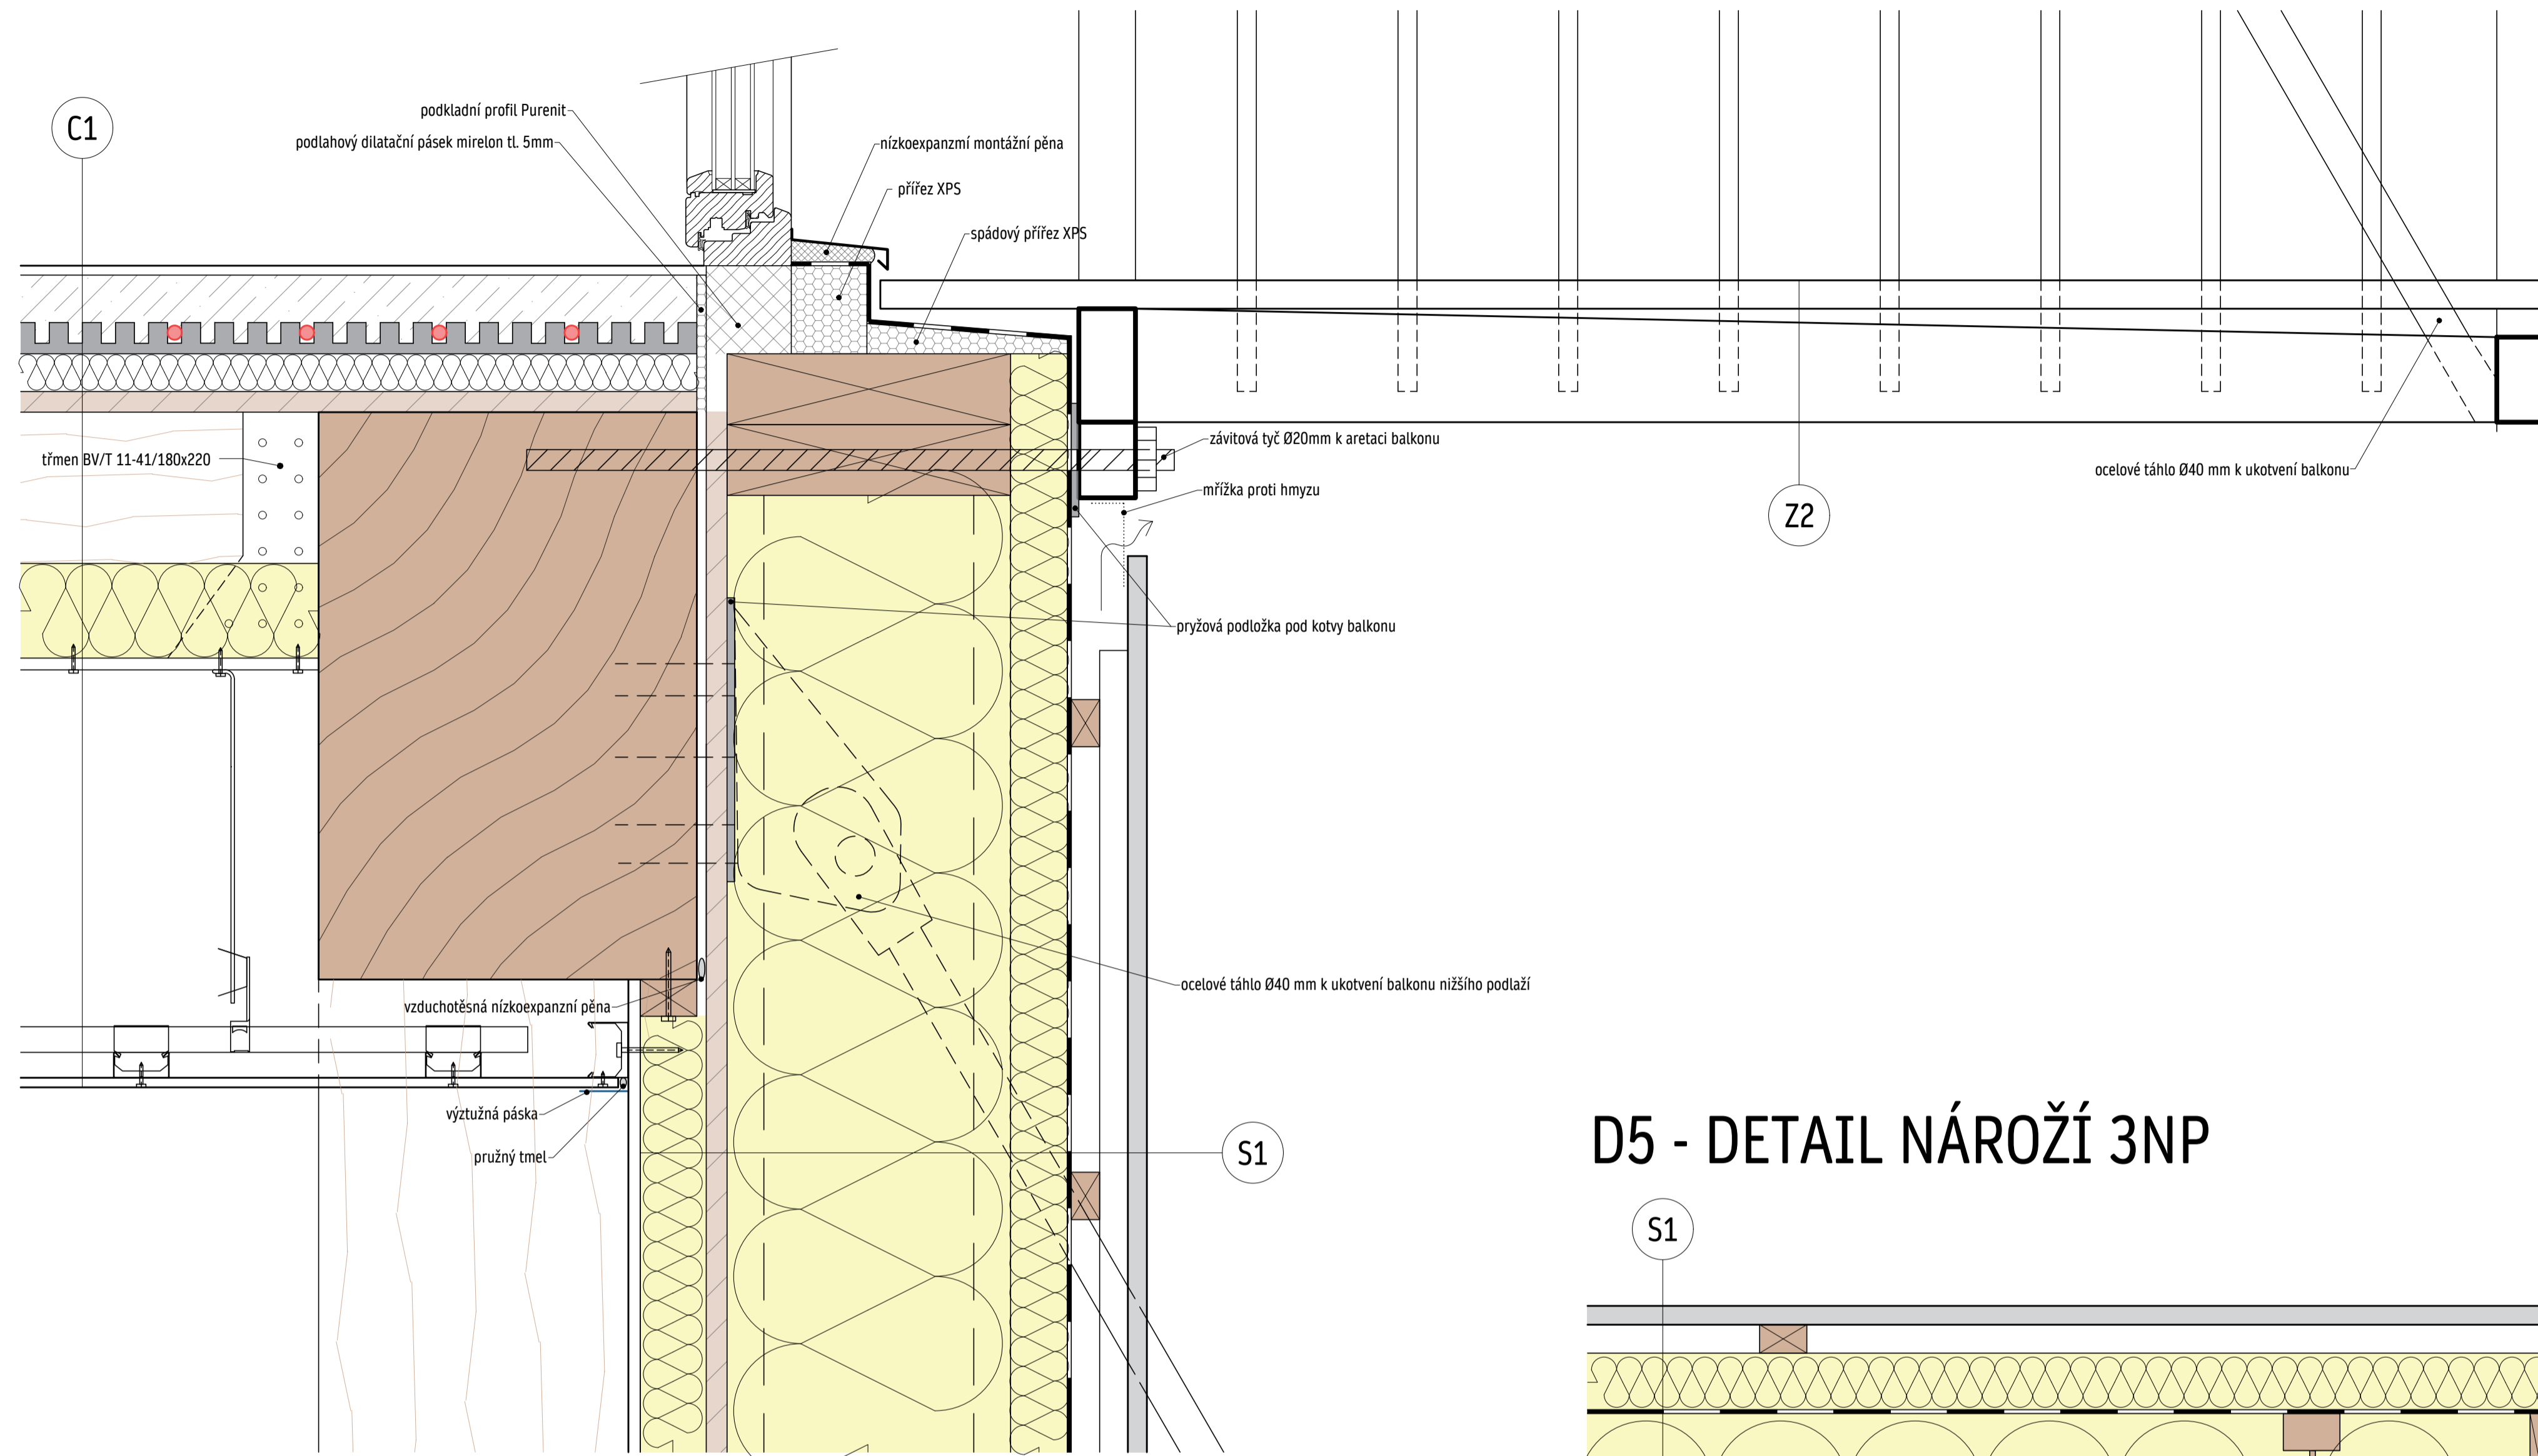 C1
podkladní profil Purenit
podlahový dilatační pásek mirelon tl. 5mm
nízkoexpanzmí montážní pěna
přířez XPS
spádový přířez XPS
třmen BV/T 11-41/180x220
závitová tyč Ø20mm k aretaci balkonu
mřížka proti hmyzu
ocelové táhlo Ø40 mm k ukotvení balkonu
Z2
pryžová podložka pod kotvy balkonu
ocelové táhlo Ø40 mm k ukotvení balkonu nižšího podlaží
vzduchotěsná nízkoexpanzní pěna
výztužná páska
pružný tmel
S1
D5 - DETAIL NÁROŽÍ 3NP
S1